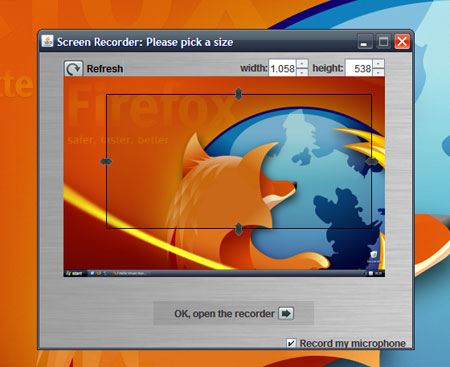 Screen Recorder: Please pick a size
Refresh
width: 1.058 height: 538
Firefox
safer, faster, better
start
OK, open the recorder
Record my microphone